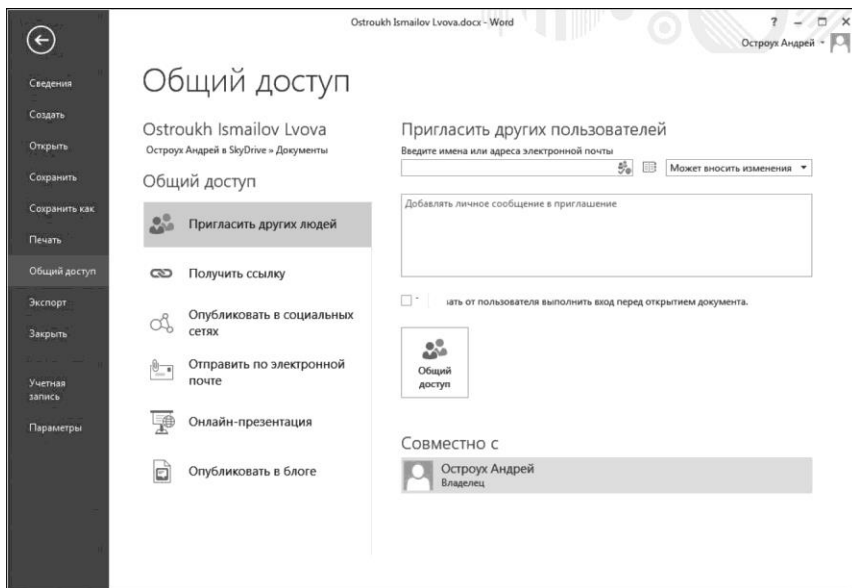 Ostroukh Ismailov Lvova.docx - Word
? – □ ×
Остроух Андрей
Сведения
Создать
Открыть
Сохранить
Сохранить как
Печать
Общий доступ
Экспорт
Закрыть
Учетная
запись
Параметры
Общий доступ
Ostroukh Ismailov Lvova
Остроух Андрей в SkyDrive » Документы
Общий доступ
Пригласить других людей
Получить ссылку
Опубликовать в социальных
сетях
Отправить по электронной
почте
Онлайн-презентация
Опубликовать в блоге
Пригласить других пользователей
Введите имена или адреса электронной почты
Может вносить изменения
Добавлять личное сообщение в приглашение
от пользователя выполнить вход перед открытием документа.
Общий
доступ
Совместно с
Остроух Андрей
Владелец